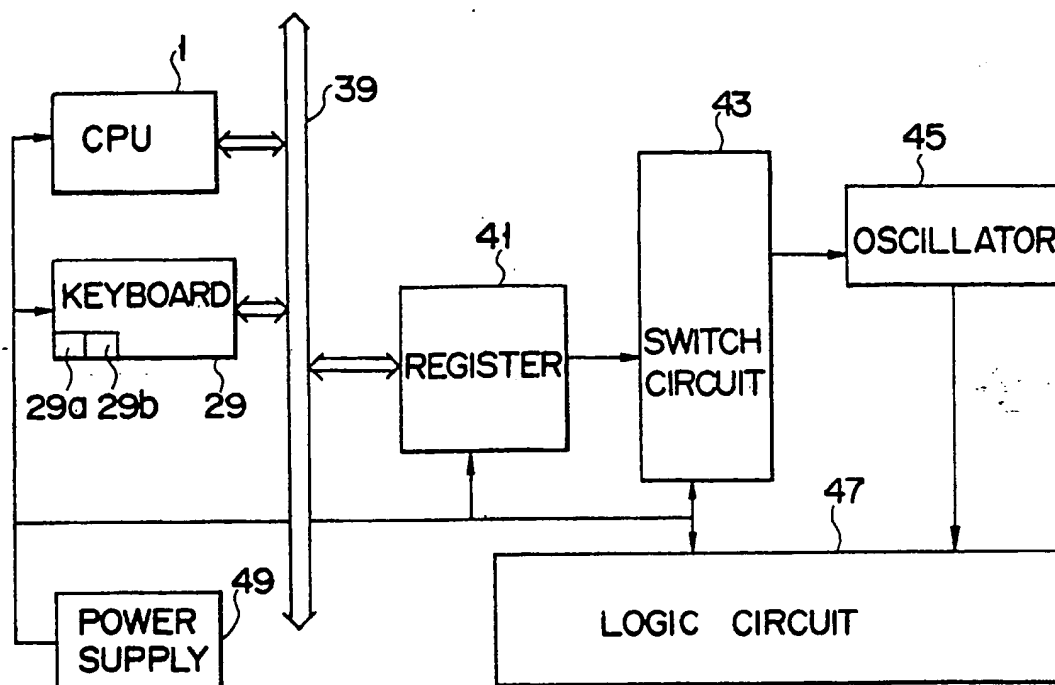 1
CPU
39
43
45
OSCILLATOR
41
KEYBOARD
REGISTER
SWITCH
CIRCUIT
29a 29b 29
47
49
POWER
SUPPLY
LOGIC CIRCUIT